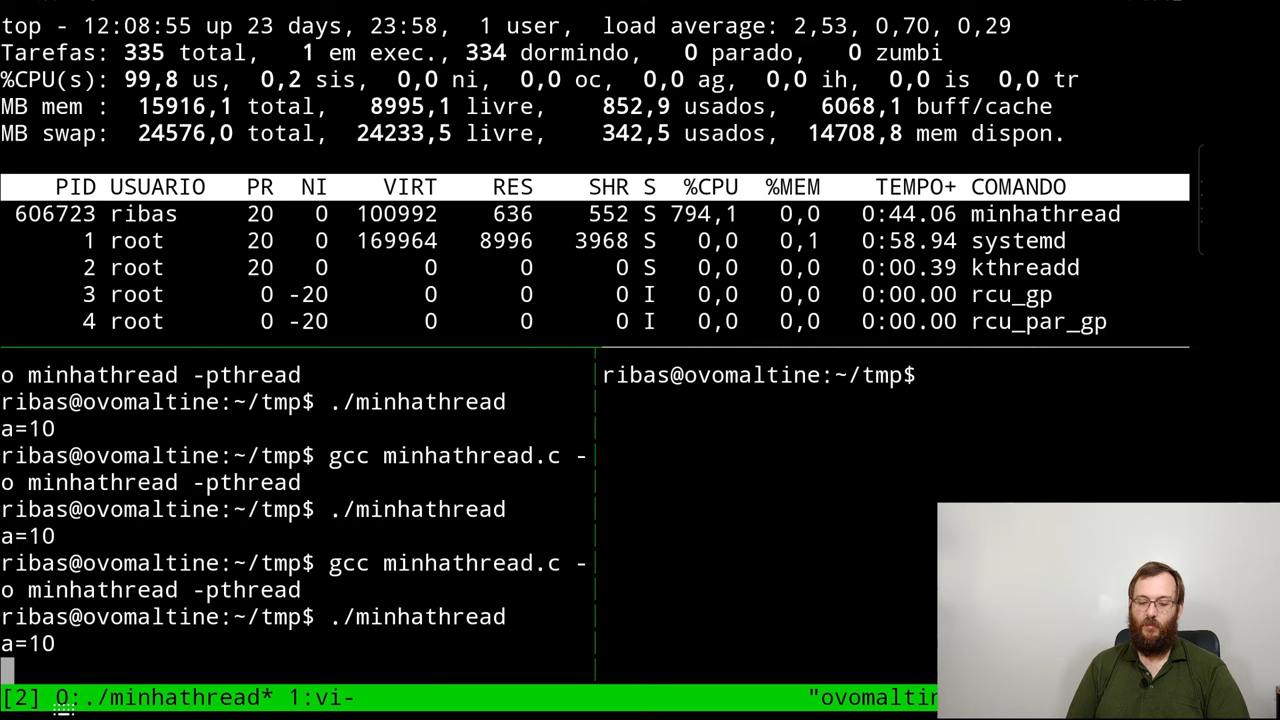 top - 12:08:55 up 23 days, 23:58,  1 user,  load average: 2,53, 0,70, 0,29
Tarefas: 335 total,   1 em exec., 334 dormindo,   0 parado,   0 zumbi
%CPU(s): 99,8 us,  0,2 sis,  0,0 ni,  0,0 oc,  0,0 ag,  0,0 ih,  0,0 is  0,0 tr
MB mem :  15916,1 total,   8995,1 livre,    852,9 usados,   6068,1 buff/cache
MB swap:  24576,0 total,  24233,5 livre,    342,5 usados,  14708,8 mem dispon.
PID USUARIO   PR  NI    VIRT    RES    SHR S  %CPU  %MEM    TEMPO+ COMANDO
606723 ribas     20   0  100992    636    552 S 794,1   0,0   0:44.06 minhathread
1 root      20   0  169964   8996   3968 S   0,0   0,1   0:58.94 systemd
2 root      20   0       0      0      0 S   0,0   0,0   0:00.39 kthreadd
3 root       0 -20       0      0      0 I   0,0   0,0   0:00.00 rcu_gp
4 root       0 -20       0      0      0 I   0,0   0,0   0:00.00 rcu_par_gp
o minhathread -pthread
ribas@ovomaltine:~/tmp$ ./minhathread
a=10
ribas@ovomaltine:~/tmp$ gcc minhathread.c -
o minhathread -pthread
ribas@ovomaltine:~/tmp$ ./minhathread
a=10
ribas@ovomaltine:~/tmp$ gcc minhathread.c -
o minhathread -pthread
ribas@ovomaltine:~/tmp$ ./minhathread
a=10
ribas@ovomaltine:~/tmp$
[2] 0:./minhathread* 1:vi-
"ovomaltin